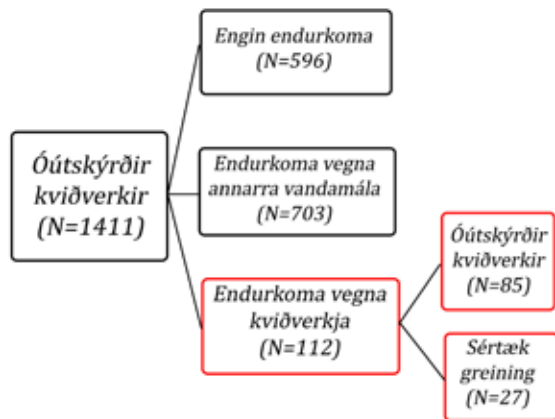 Engin endurkoma
(N=596)
Óútskýrðir
kviðverkir
(N=1411)
Endurkoma vegna
annarra vandamála
(N=703)
Endurkoma vegna
kviðverkja
(N=112)
Óútskýrðir
kviðverkir
(N=85)
Sértæk
greining
(N=27)